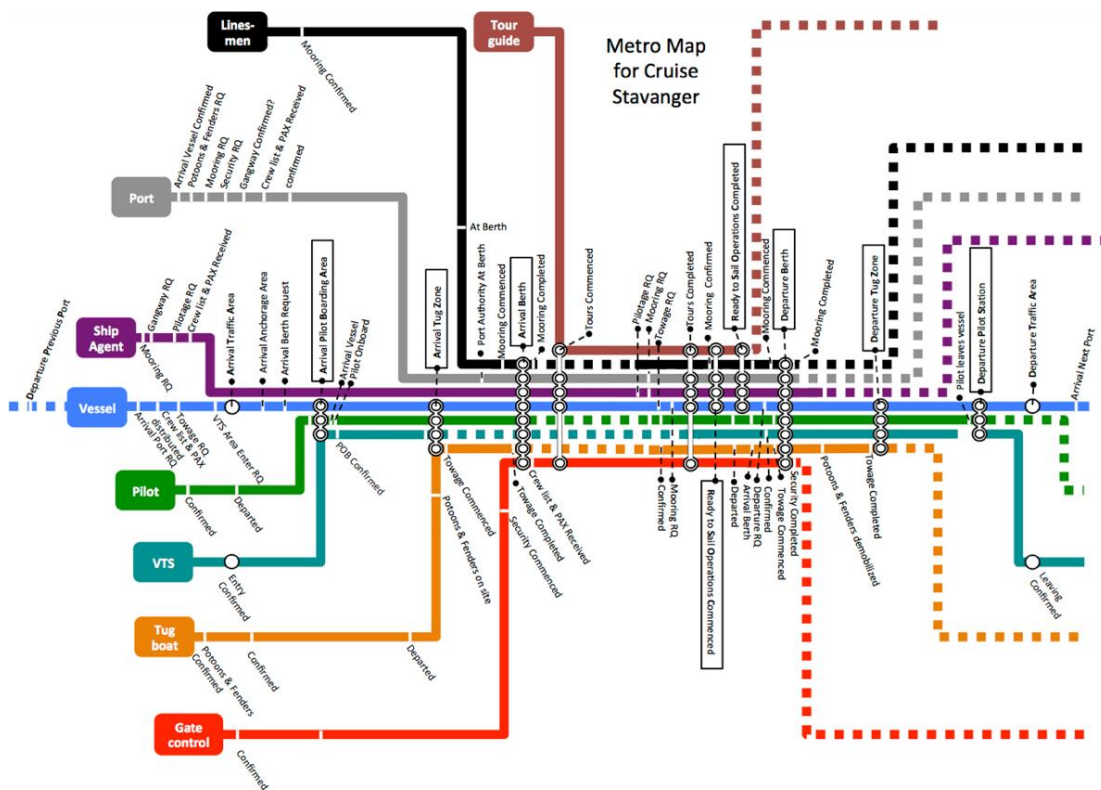 Lines-
men
Mooring Confirmed
Tour
guide
Metro Map
for Cruise
Stavanger
Arrival Vessel Confirmed
Potoons & Fenders RQ
Mooring RQ
Security RQ
Gangway Confirmed?
Crew list & PAX Received
confirmed
Port
At Berth
Port Authority At Berth
Mooring Commenced
Arrival Berth
Mooring Completed
Tours Commenced
Pilotage RQ
Mooring RQ
Towage RQ
Tours Completed
Mooring Confirmed
Ready to Sail Operations Completed
Mooring Commenced
Departure Berth
Mooring Completed
Departure Tug Zone
Pilot leaves vessel
Departure Pilot Station
Departure Traffic Area
Arrival Next Port
Departure Previous Port
Ship
Agent
Gangway RQ
Pilotage RQ
Crew list & PAX Received
Mooring RQ
Arrival Traffic Area
Arrival Anchorage Area
Arrival Berth Request
Arrival Pilot Boarding Area
Arrival Vessel
Pilot Onboard
Arrival Tug Zone
Vessel
Arrival Port RQ
Crew list & PAX
distributed
Towage RQ
VTS Area Enter RQ
POB Confirmed
Pilot
Confirmed
Departed
Towage Commenced
Potoons & Fenders on site
Crew list & PAX Received
Towage Completed
Security Commenced
Confirmed
Mooring RQ
Ready to Sail Operations Commenced
Departed
Arrival Berth
Departure RQ
Confirmed
Towage Commenced
Security Completed
Potoons & Fenders demobilized
Towage Completed
VTS
Entry
Confirmed
Leaving
Confirmed
Tug
boat
Potoons & Fenders
Confirmed
Confirmed
Departed
Gate
control
Confirmed